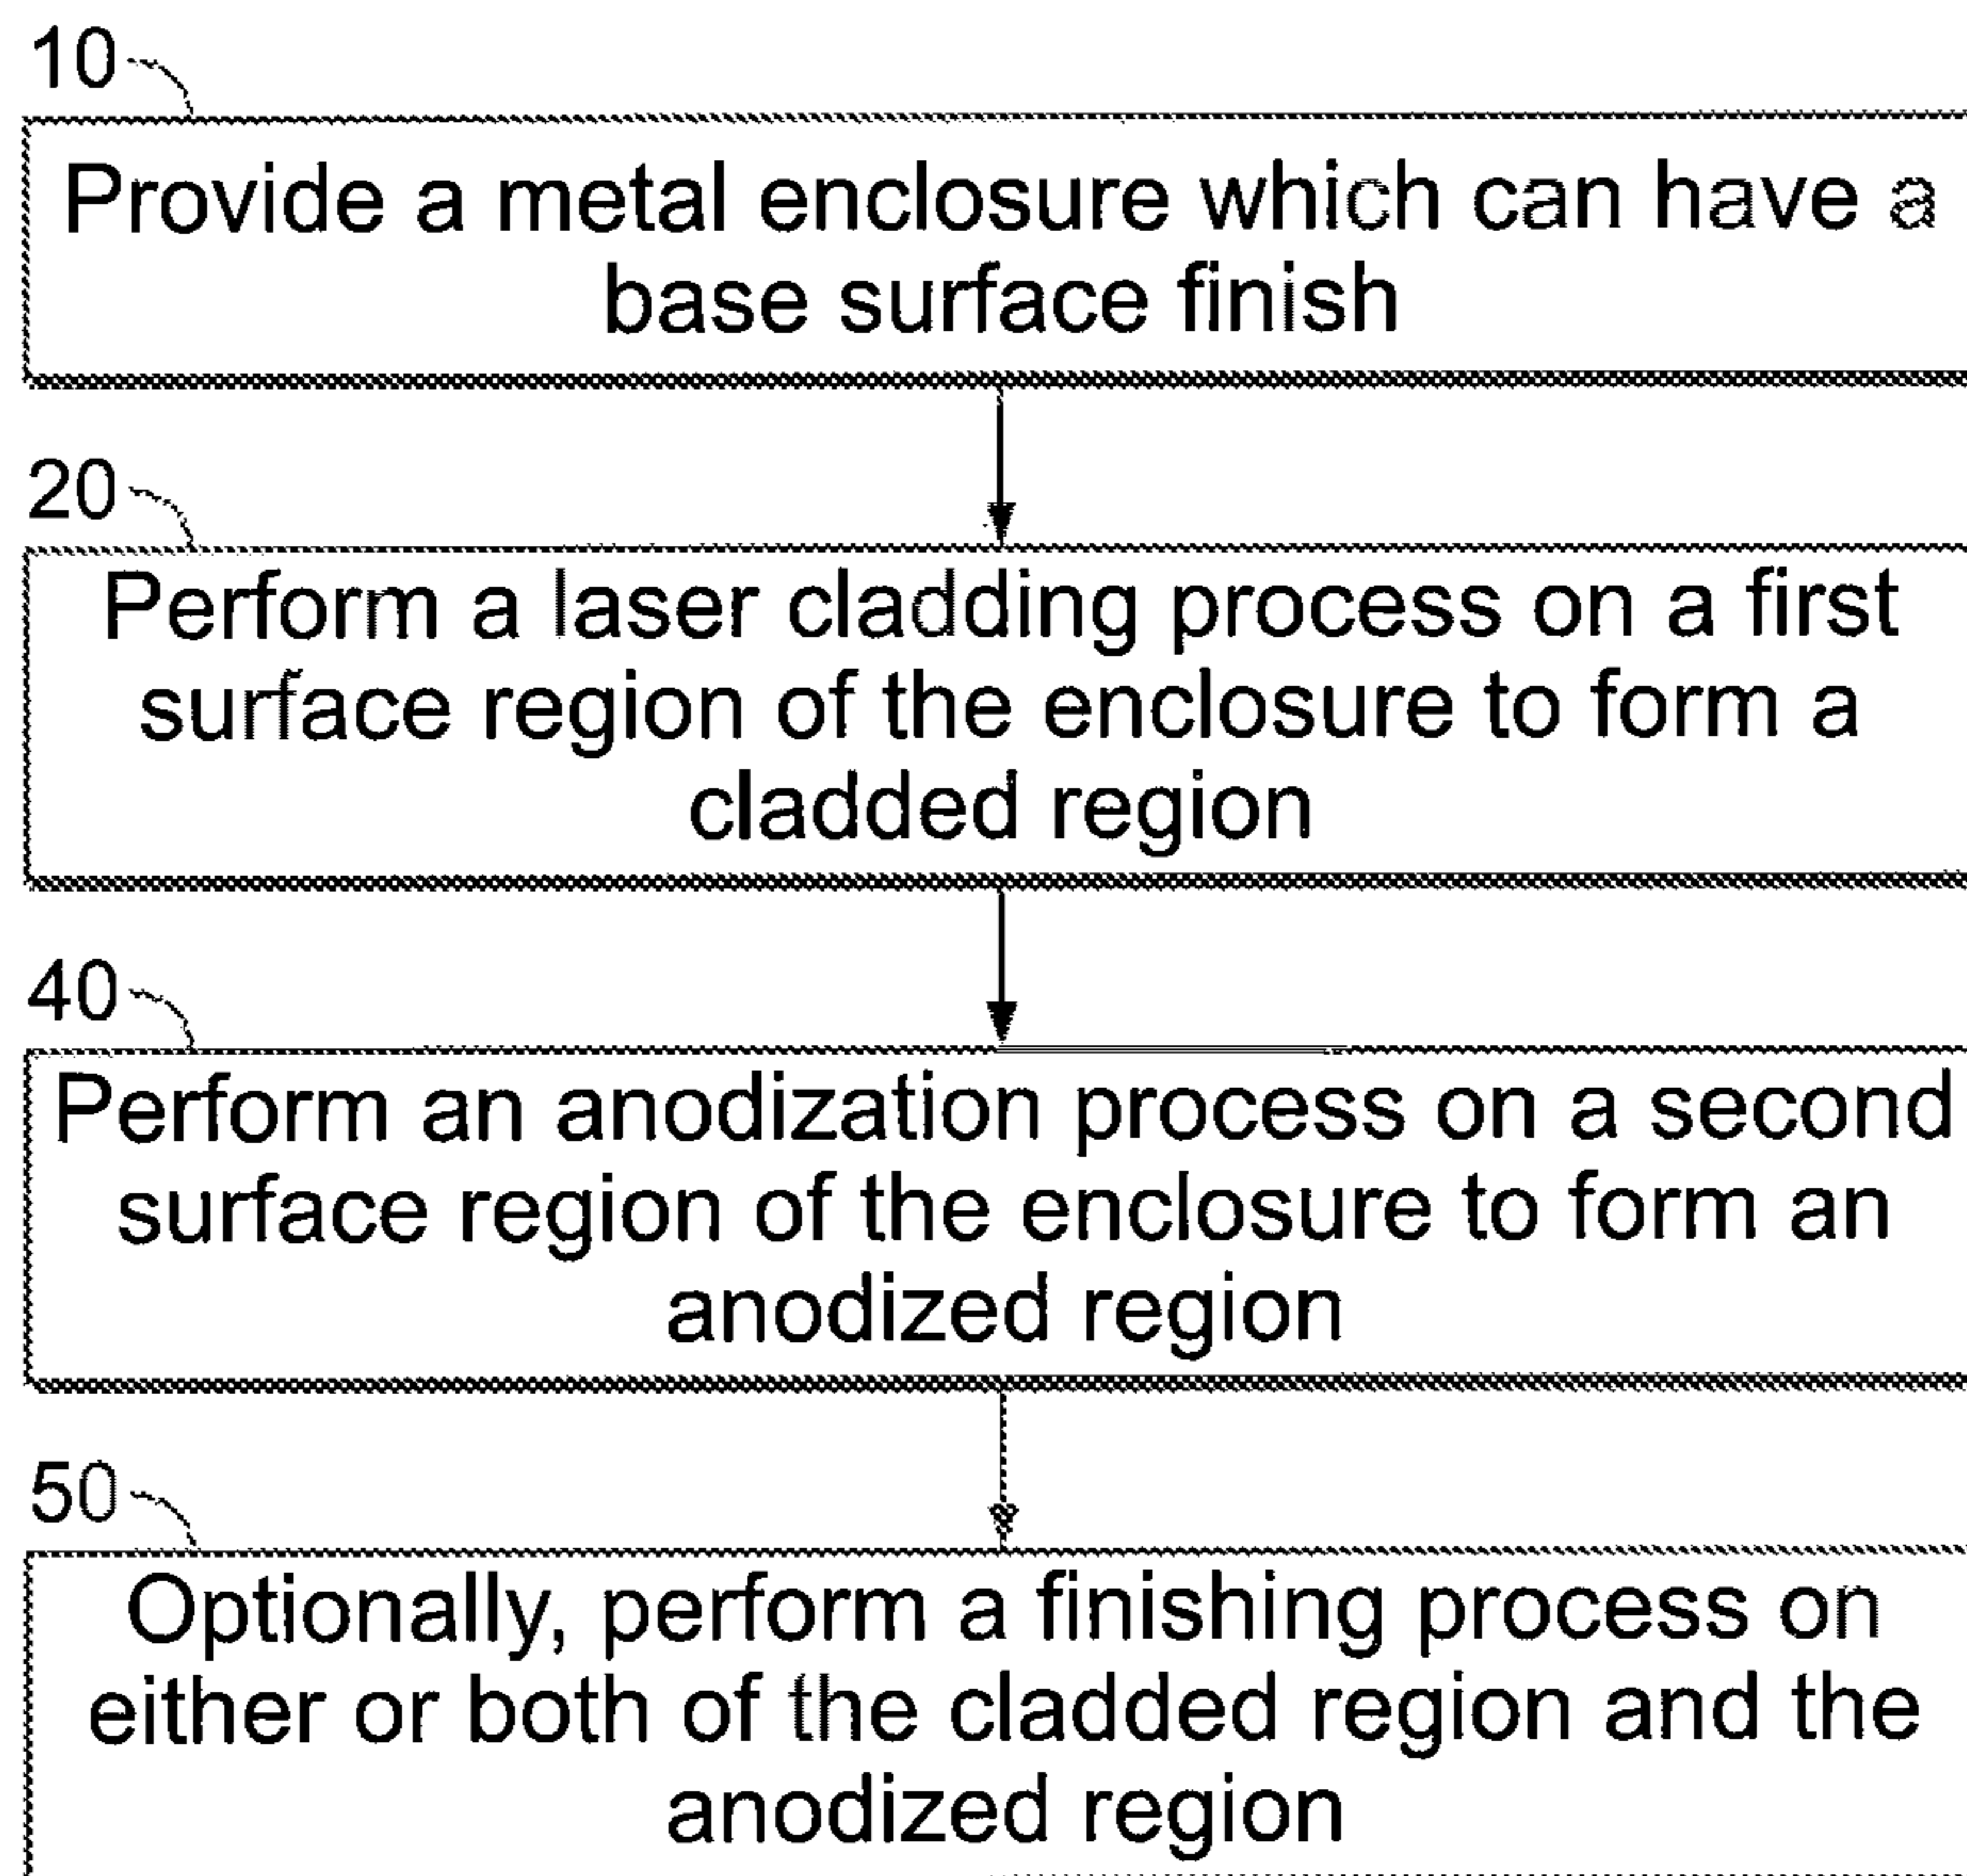 10
Provide a metal enclosure which can have a
base surface finish
20
Perform a laser cladding process on a first
surface region of the enclosure to form a
cladded region
40
Perform an anodization process on a second
surface region of the enclosure to form an
anodized region
50
Optionally, perform a finishing process on
either or both of the cladded region and the
anodized region